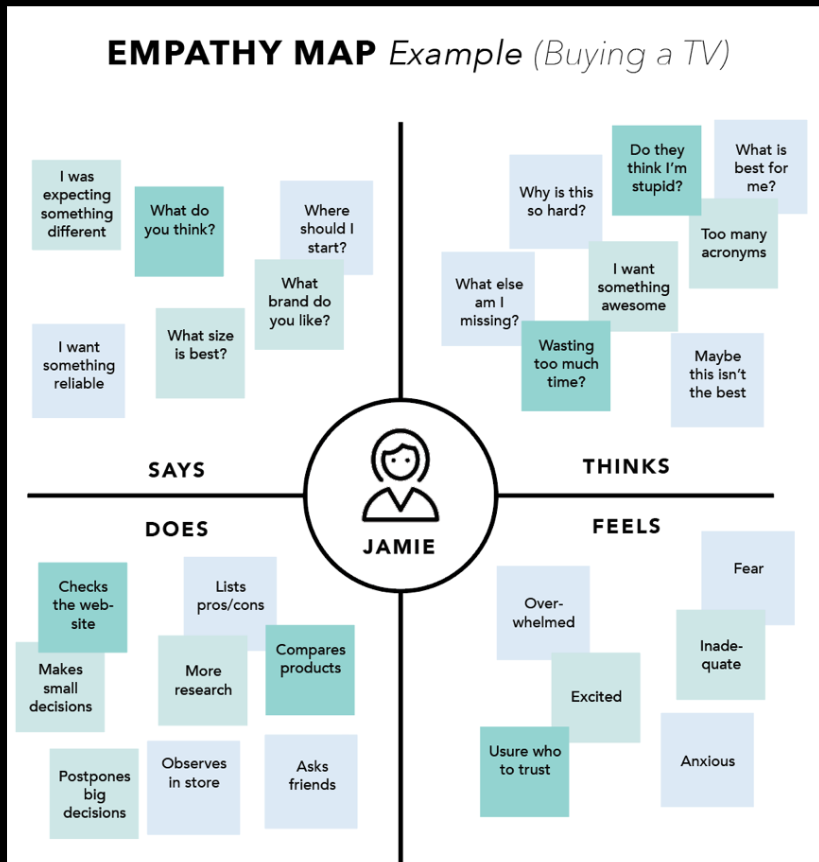 EMPATHY MAP Example (Buying a TV)
I was
expecting
something
different
What do
you think?
Where
should I
start?
What
brand do
you like?
What size
is best?
I want
something
reliable
SAYS
Do they
think I'm
stupid?
What is
best for
me?
Why is this
so hard?
Too many
acronyms
I want
something
awesome
What else
am I
missing?
Wasting
too much
time?
Maybe
this isn't
the best
THINKS
JAMIE
DOES
Checks
the web-
site
Lists
pros/cons
Makes
small
decisions
More
research
Compares
products
Postpones
big
decisions
Observes
in store
Asks
friends
FEELS
Over-
whelmed
Fear
Inade-
quate
Excited
Usure who
to trust
Anxious